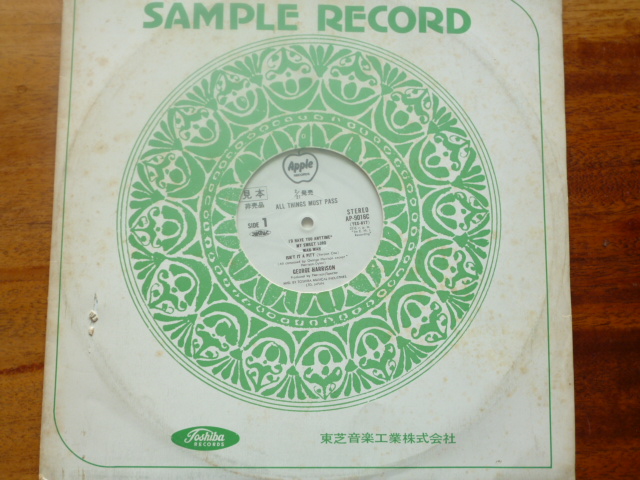 SAMPLE RECORD
Apple
RECORDS
見本
非売品
ALL THINGS MUST PASS
SIDE 1
STEREO
AP-9016C
I'D HAVE YOU ANYTIME*
MY SWEET LORD
WAH-WAH
ISN'T IT A PITY
GEORGE HARRISON
Toshiba
RECORDS
東芝音楽工業株式会社